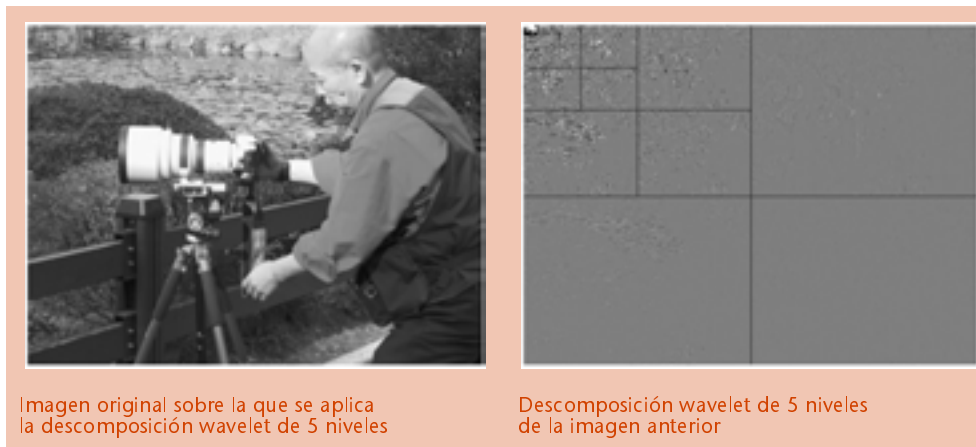 Imagen original sobre la que se aplica
la descomposición wavelet de 5 niveles
Descomposición wavelet de 5 niveles
de la imagen anterior